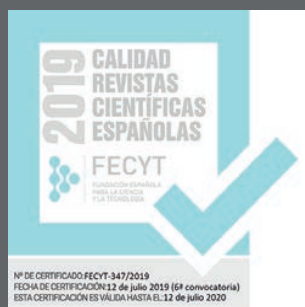 2019
CALIDAD
REVISTAS
CIENTÍFICAS
ESPAÑOLAS
FECYT
FUNDACIÓN ESPAÑOLA
PARA LA CIENCIA
Y LA TECNOLOGÍA
Nº DE CERTIFICADO:FECYT-347/2019
FECHA DE CERTIFICACIÓN:12 de julio 2019 (6ª convocatoria)
ESTA CERTIFICACIÓN ES VÁLIDA HASTA EL:12 de julio 2020